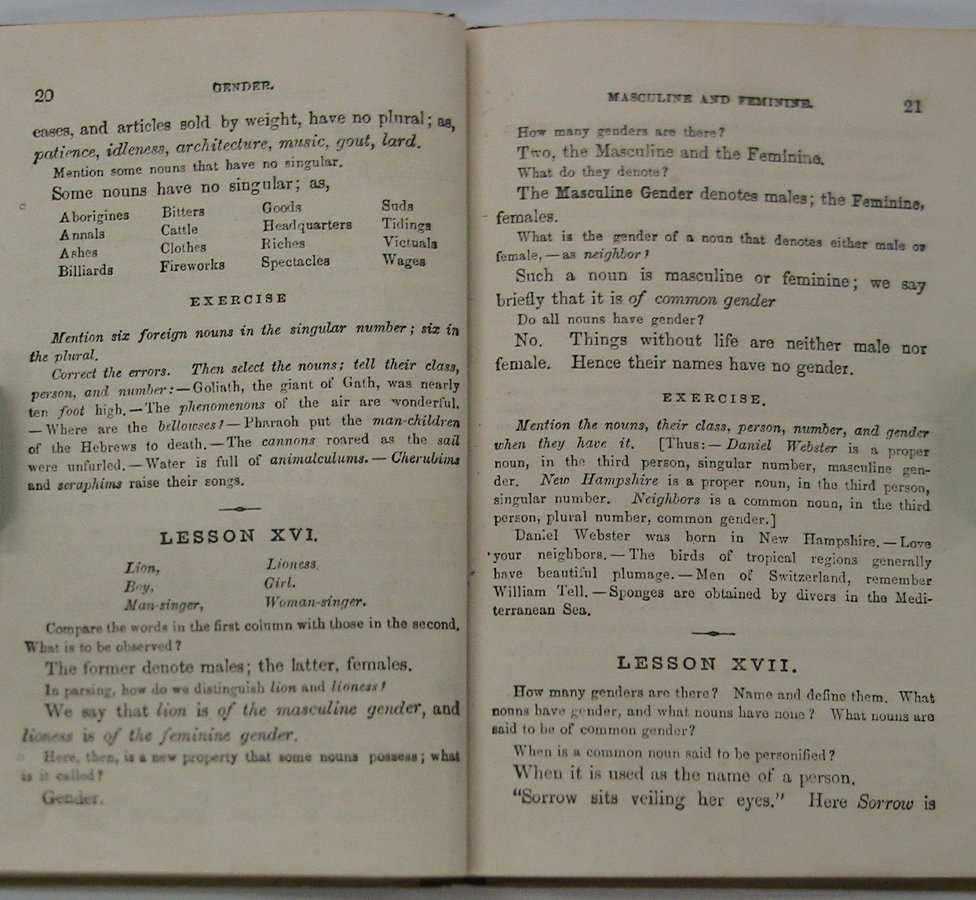 20
GENDER.
eases, and articles sold by weight, have no plural; as,
patience, idleness, architecture, music, gout, lard.
Mention some nouns that have no singular.
Some nouns have no singular; as,
Aborigines Bitters Goods Suds
Annals Cattle Headquarters Tidings
Ashes Clothes Riches Victuals
Billiards Fireworks Spectacles Wages
EXERCISE
Mention six foreign nouns in the singular number; six in
the plural.
Correct the errors. Then select the nouns; tell their class,
person, and number:—Goliath, the giant of Gath, was nearly
ten foot high.—The phenomenons of the air are wonderful.
—Where are the bellowses?—Pharaoh put the man-children
of the Hebrews to death.—The cannons roared as the sail
were unfurled.—Water is full of animalculums.—Cherubims
and seraphims raise their songs.
LESSON XVI.
Lion, Lioness,
Boy, Girl.
Man-singer, Woman-singer.
Compare the words in the first column with those in the second.
What is to be observed?
The former denote males; the latter, females.
In parsing, how do we distinguish lion and lioness?
We say that lion is of the masculine gender, and
lioness is of the feminine gender.
Here, then, is a new property that some nouns possess; what
is it called?
Gender.
MASCULINE AND FEMININE.
21
How many genders are there?
Two, the Masculine and the Feminine.
What do they denote?
The Masculine Gender denotes males; the Feminine,
females.
What is the gender of a noun that denotes either male or
female,—as neighbor?
Such a noun is masculine or feminine; we say
briefly that it is of common gender
Do all nouns have gender?
No. Things without life are neither male nor
female. Hence their names have no gender.
EXERCISE.
Mention the nouns, their class, person, number, and gender
when they have it. [Thus:—Daniel Webster is a proper
noun, in the third person, singular number, masculine gen-
der. New Hampshire is a proper noun, in the third person,
singular number. Neighbors is a common noun, in the third
person, plural number, common gender.]
Daniel Webster was born in New Hampshire.—Love
your neighbors.—The birds of tropical regions generally
have beautiful plumage.—Men of Switzerland, remember
William Tell.—Sponges are obtained by divers in the Medi-
terranean Sea.
LESSON XVII.
How many genders are there? Name and define them. What
nouns have gender, and what nouns have none? What nouns are
said to be of common gender?
When is a common noun said to be personified?
When it is used as the name of a person.
"Sorrow sits veiling her eyes." Here Sorrow is